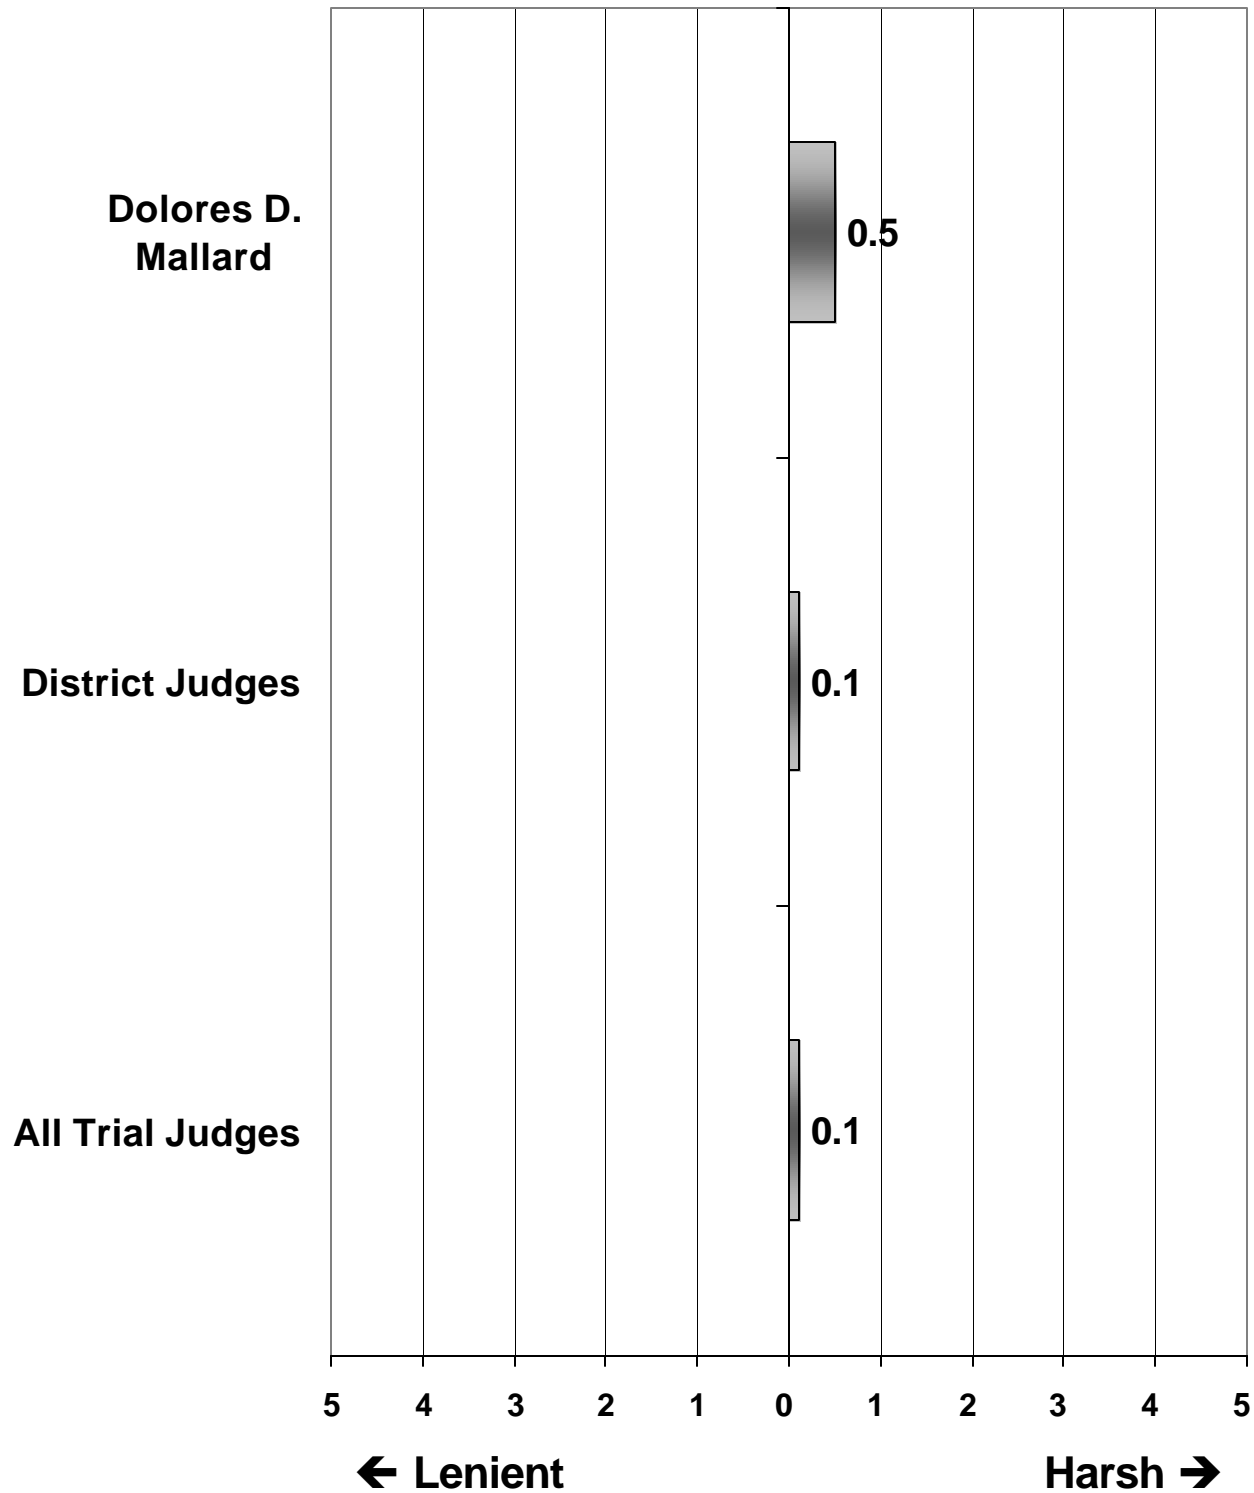 Dolores D.
Mallard
0.5
District Judges
0.1
All Trial Judges
0.1
5 4 3 2 1 0 1 2 3 4 5
← Lenient Harsh →